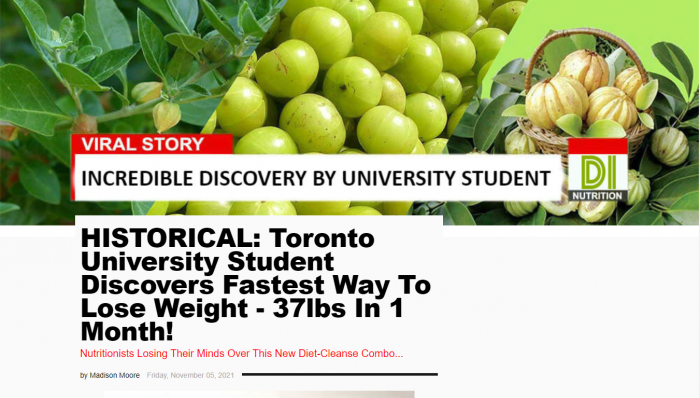 VIRAL STORY
INCREDIBLE DISCOVERY BY UNIVERSITY STUDENT
DI
NUTRITION
HISTORICAL: Toronto
University Student
Discovers Fastest Way To
Lose Weight - 37lbs In 1
Month!
Nutritionists Losing Their Minds Over This New Diet-Cleanse Combo...
by Madison Moore Friday, November 05, 2021